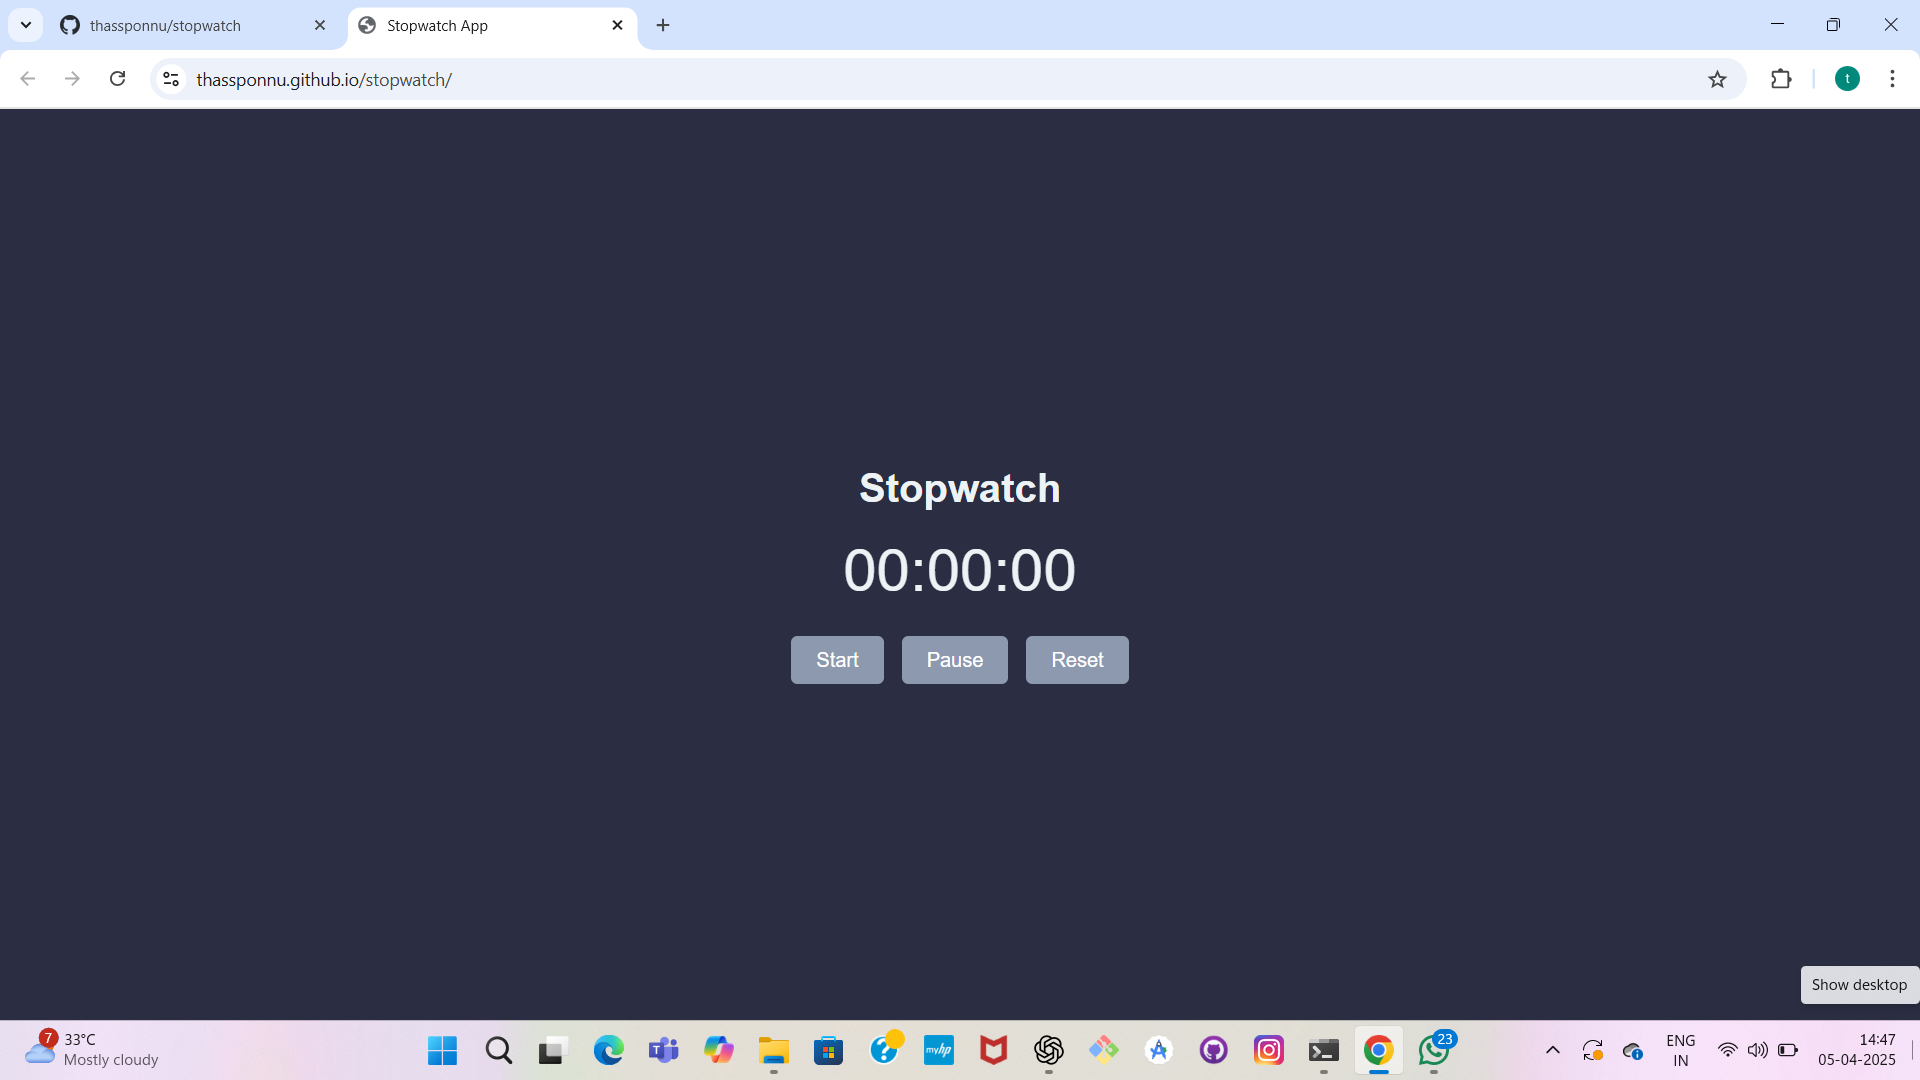 thassponnu/stopwatch
Stopwatch App
thassponnu.github.io/stopwatch/
t
Stopwatch
00:00:00
Start Pause Reset
Show desktop
7
33°C
Mostly cloudy
T
?
myhp
23
ENG
IN
14:47
05-04-2025